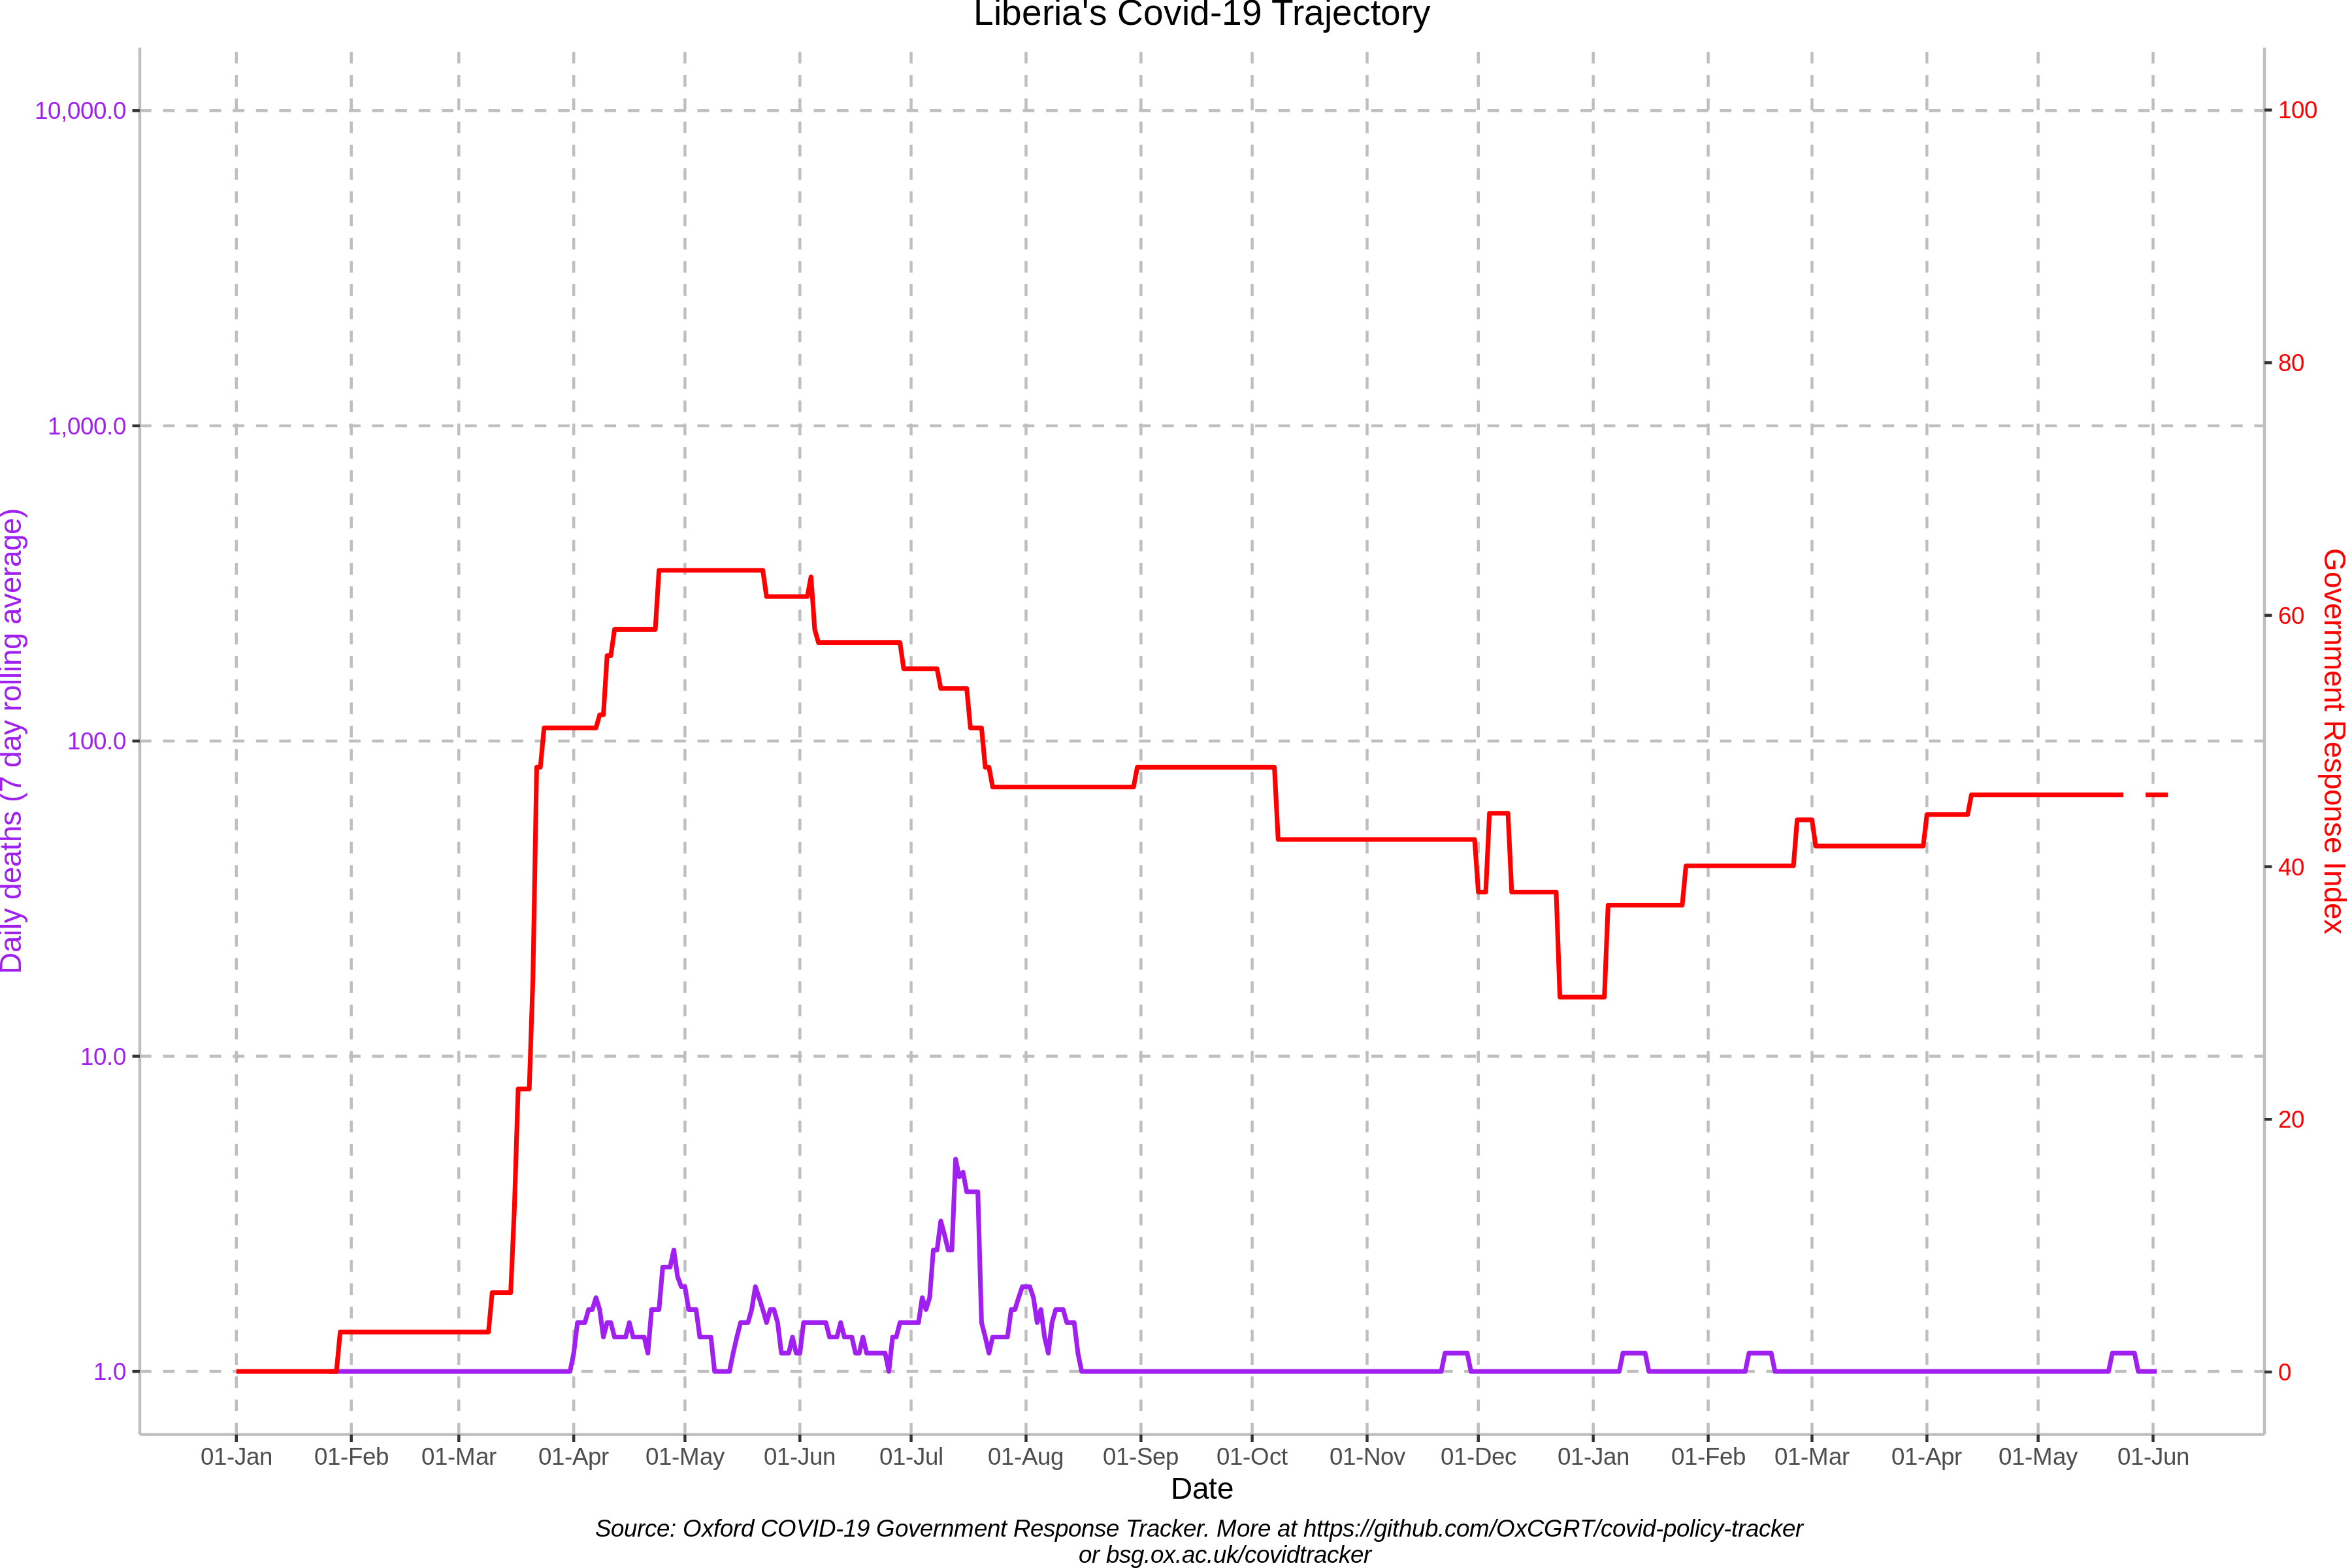 Liberia's Covid-19 Trajectory
10,000.0
1,000.0
100.0
10.0
1.0
Daily deaths (7 day rolling average)
100
80
60
40
20
0
Government Response Index
01-Jan 01-Feb 01-Mar 01-Apr 01-May 01-Jun 01-Jul 01-Aug 01-Sep 01-Oct 01-Nov 01-Dec 01-Jan 01-Feb 01-Mar 01-Apr 01-May 01-Jun
Date
Source: Oxford COVID-19 Government Response Tracker. More at https://github.com/OxCGRT/covid-policy-tracker
or bsg.ox.ac.uk/covidtracker